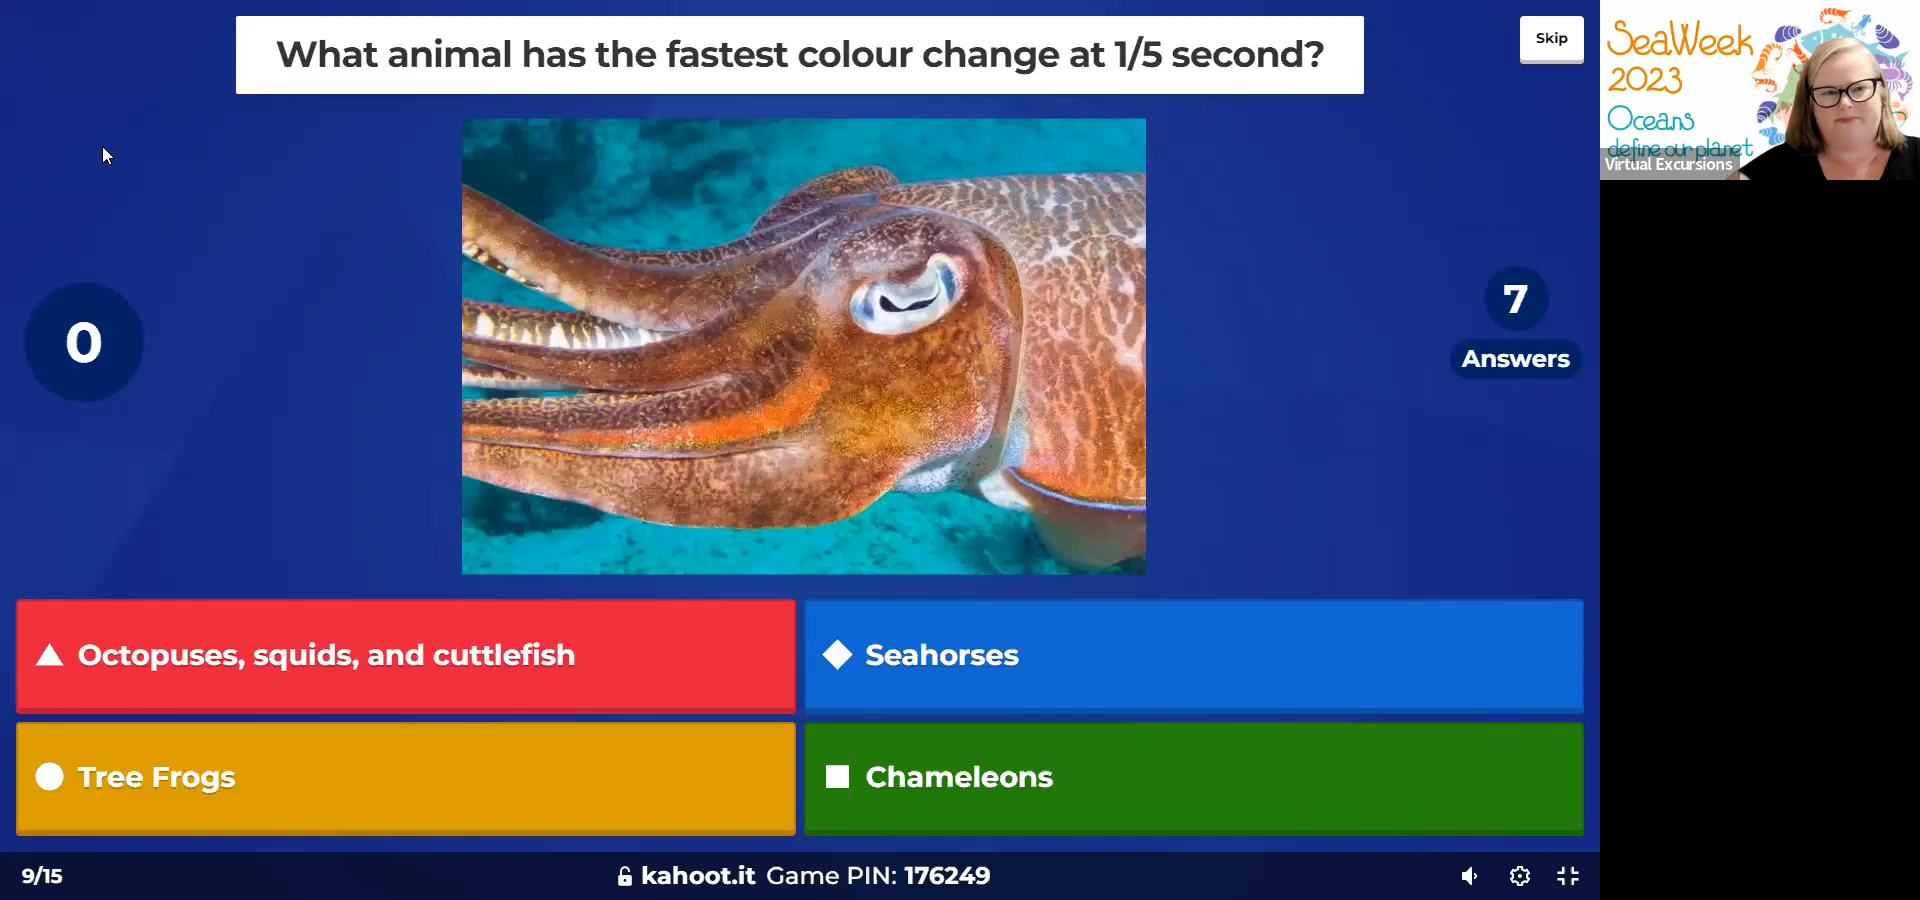 What animal has the fastest colour change at 1/5 second?
Skip
SeaWeek
2023
Oceans
define our planet
Virtual Excursions
0
7
Answers
Octopuses, squids, and cuttlefish
Seahorses
Tree Frogs
Chameleons
9/15
kahoot.it Game PIN: 176249